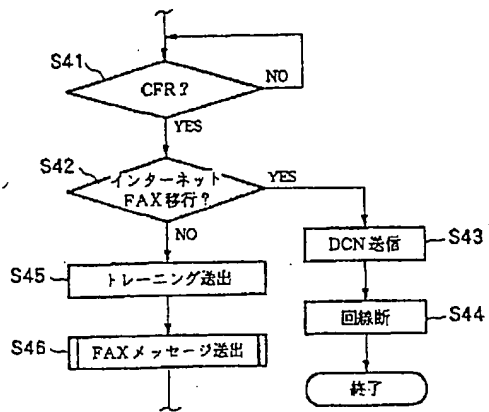 S41
CFR?
NO
YES
S42
インターネット
FAX移行?
YES
NO
S43
DCN送信
S45
トレーニング送出
S44
回線断
S46
FAXメッセージ送出
終了